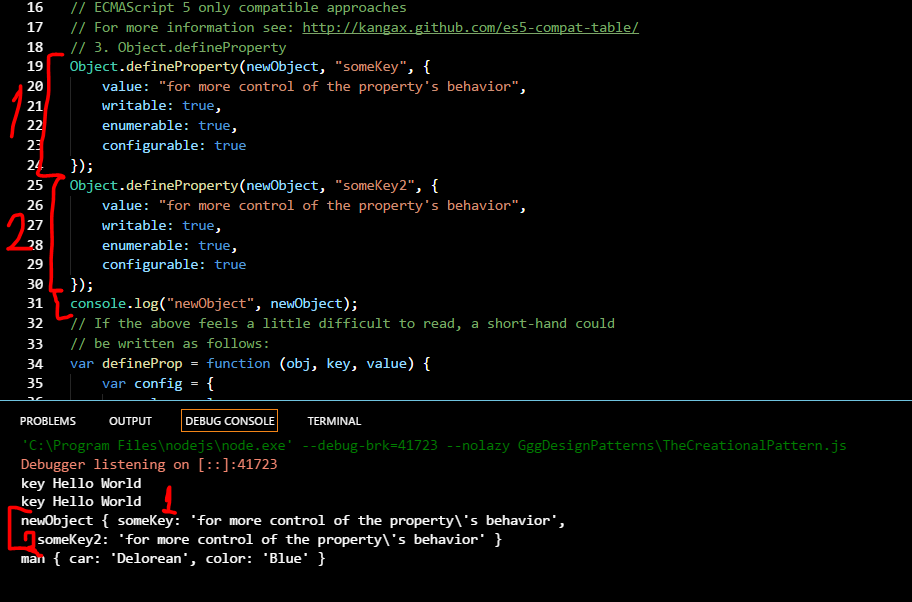 16 // ECMAScript 5 only compatible approaches
17 // For more information see: http://kangax.github.com/es5-compat-table/
18 // 3. Object.defineProperty
19 Object.defineProperty(newObject, "someKey", {
20 value: "for more control of the property's behavior",
21 writable: true,
1
22 enumerable: true,
23 configurable: true
24 });
25 Object.defineProperty(newObject, "someKey2", {
26 value: "for more control of the property's behavior",
27 writable: true,
2
28 enumerable: true,
29 configurable: true
30 });
31 console.log("newObject", newObject);
32 // If the above feels a little difficult to read, a short-hand could
33 // be written as follows:
34 var defineProp = function (obj, key, value) {
35 var config = {
PROBLEMS OUTPUT DEBUG CONSOLE TERMINAL
'C:\Program Files\nodejs\node.exe' --debug-brk=41723 --nolazy GggDesignPatterns\TheCreationalPattern.js
Debugger listening on [::]:41723
key Hello World
key Hello World
1
newObject { someKey: 'for more control of the property\'s behavior',
someKey2: 'for more control of the property\'s behavior' }
man { car: 'Delorean', color: 'Blue' }